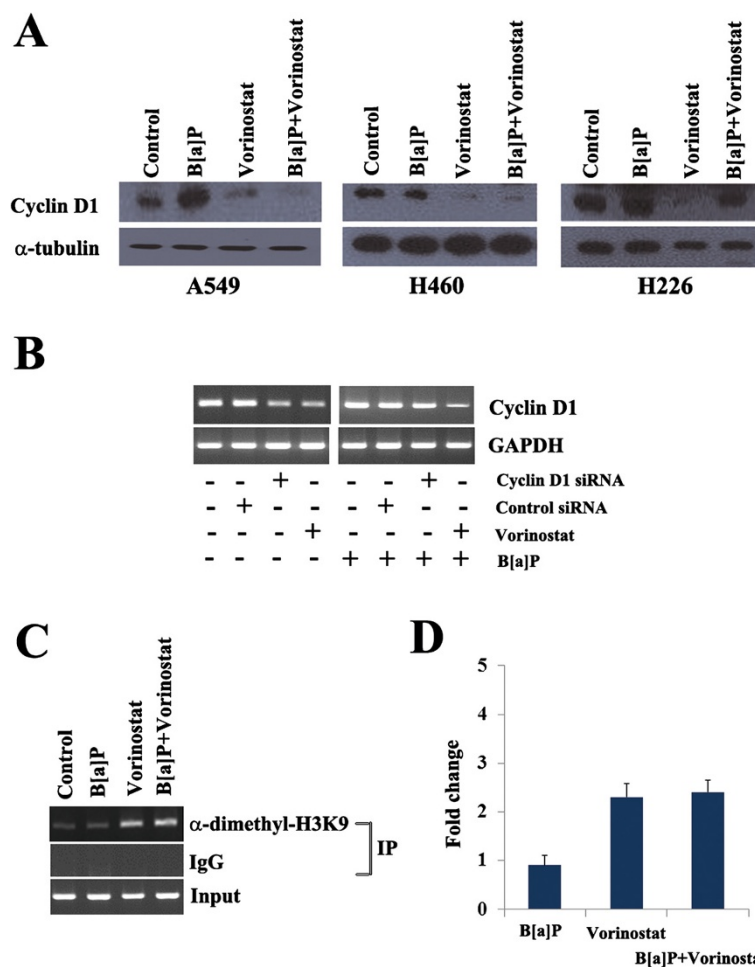 A
Control
B[a]P
Vorinostat
B[a]P+Vorinostat
Control
B[a]P
Vorinostat
B[a]P+Vorinostat
Control
B[a]P
Vorinostat
B[a]P+Vorinostat
Cyclin D1
α-tubulin
A549
H460
H226
B
Cyclin D1
GAPDH
- - + - - - + - Cyclin D1 siRNA
- + - - - + - - Control siRNA
- - - + - - - + Vorinostat
- - - - + + + + B[a]P
C
Control
B[a]P
Vorinostat
B[a]P+Vorinostat
α-dimethyl-H3K9
IgG
IP
Input
D
Fold change
5
4
3
2
1
0
B[a]P
Vorinostat
B[a]P+Vorinosta